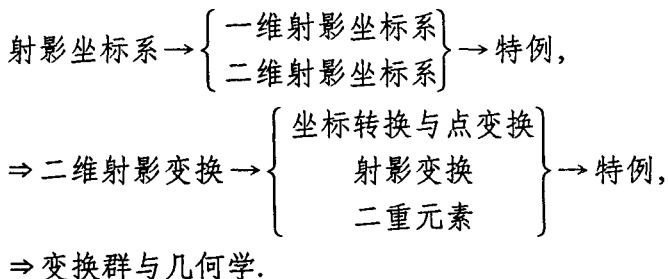 射影坐标系→{一维射影坐标系
二维射影坐标系}→特例,
⇒二维射影变换→{坐标转换与点变换
射影变换
二重元素}→特例,
⇒变换群与几何学.